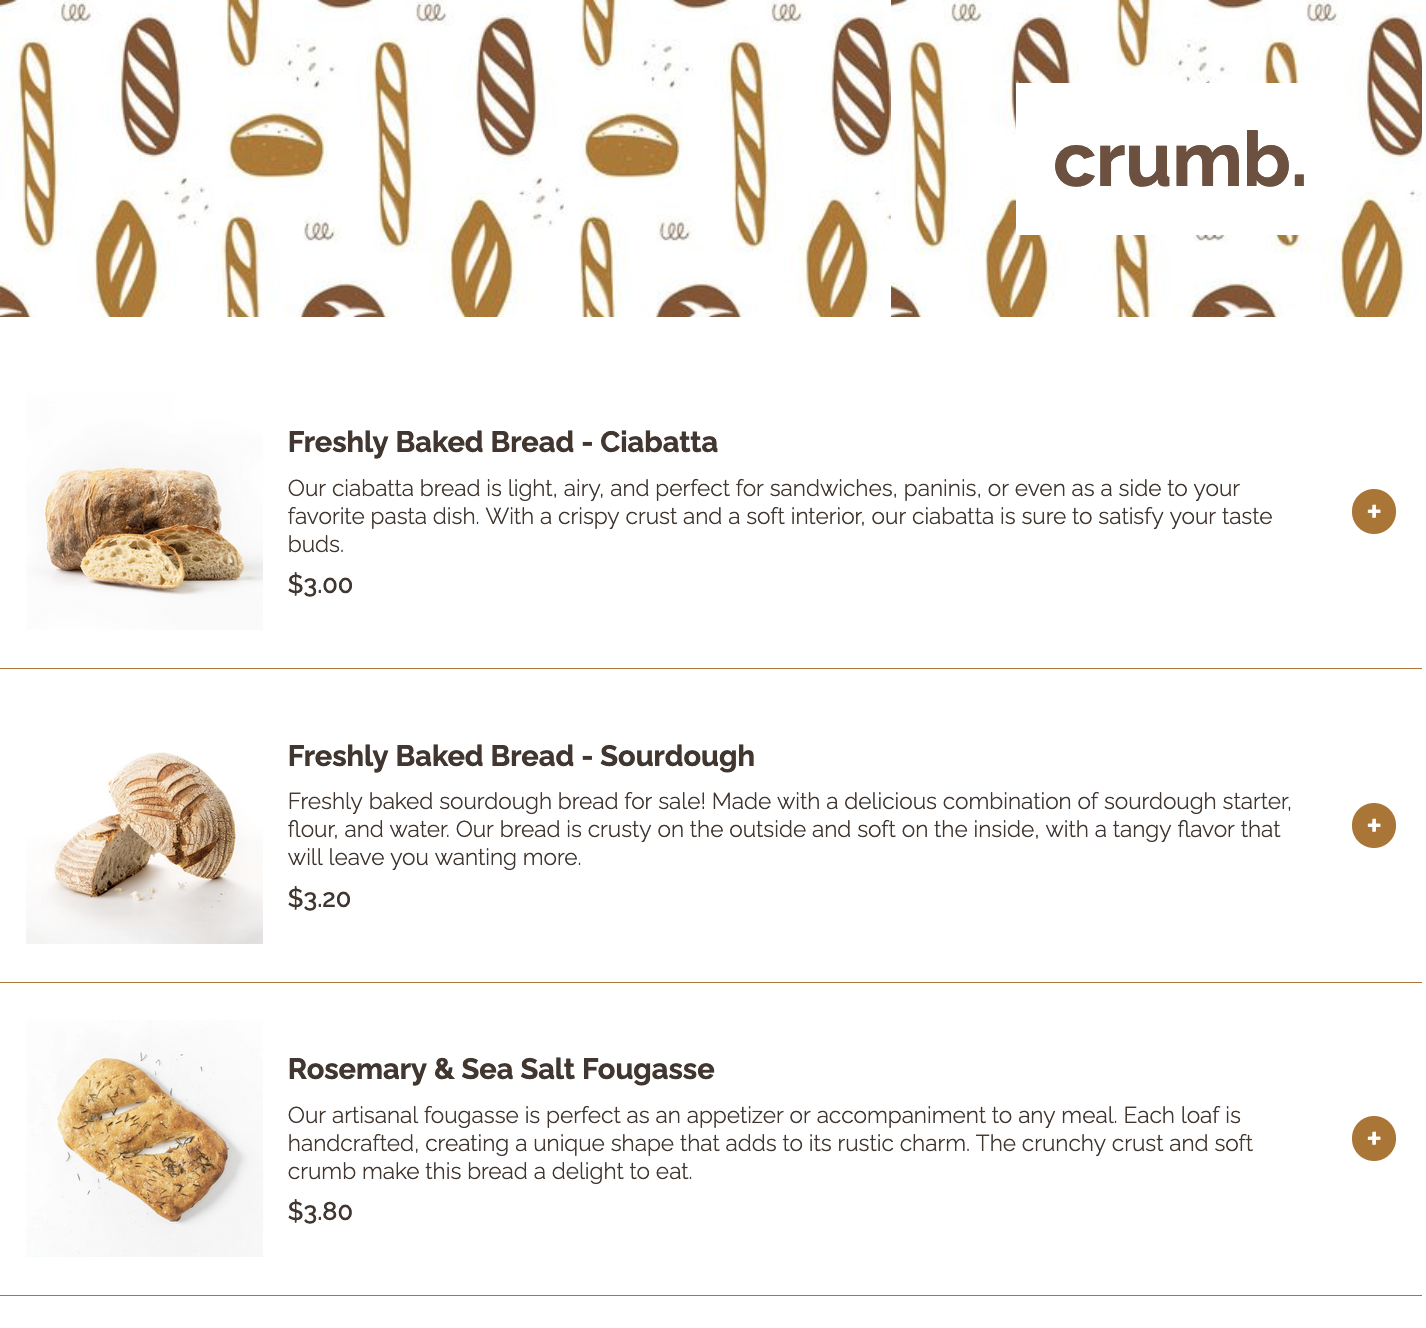 crumb.
Freshly Baked Bread - Ciabatta
Our ciabatta bread is light, airy, and perfect for sandwiches, paninis, or even as a side to your
favorite pasta dish. With a crispy crust and a soft interior, our ciabatta is sure to satisfy your taste
buds.
$3.00
+
Freshly Baked Bread - Sourdough
Freshly baked sourdough bread for sale! Made with a delicious combination of sourdough starter,
flour, and water. Our bread is crusty on the outside and soft on the inside, with a tangy flavor that
will leave you wanting more.
$3.20
+
Rosemary & Sea Salt Fougasse
Our artisanal fougasse is perfect as an appetizer or accompaniment to any meal. Each loaf is
handcrafted, creating a unique shape that adds to its rustic charm. The crunchy crust and soft
crumb make this bread a delight to eat.
$3.80
+